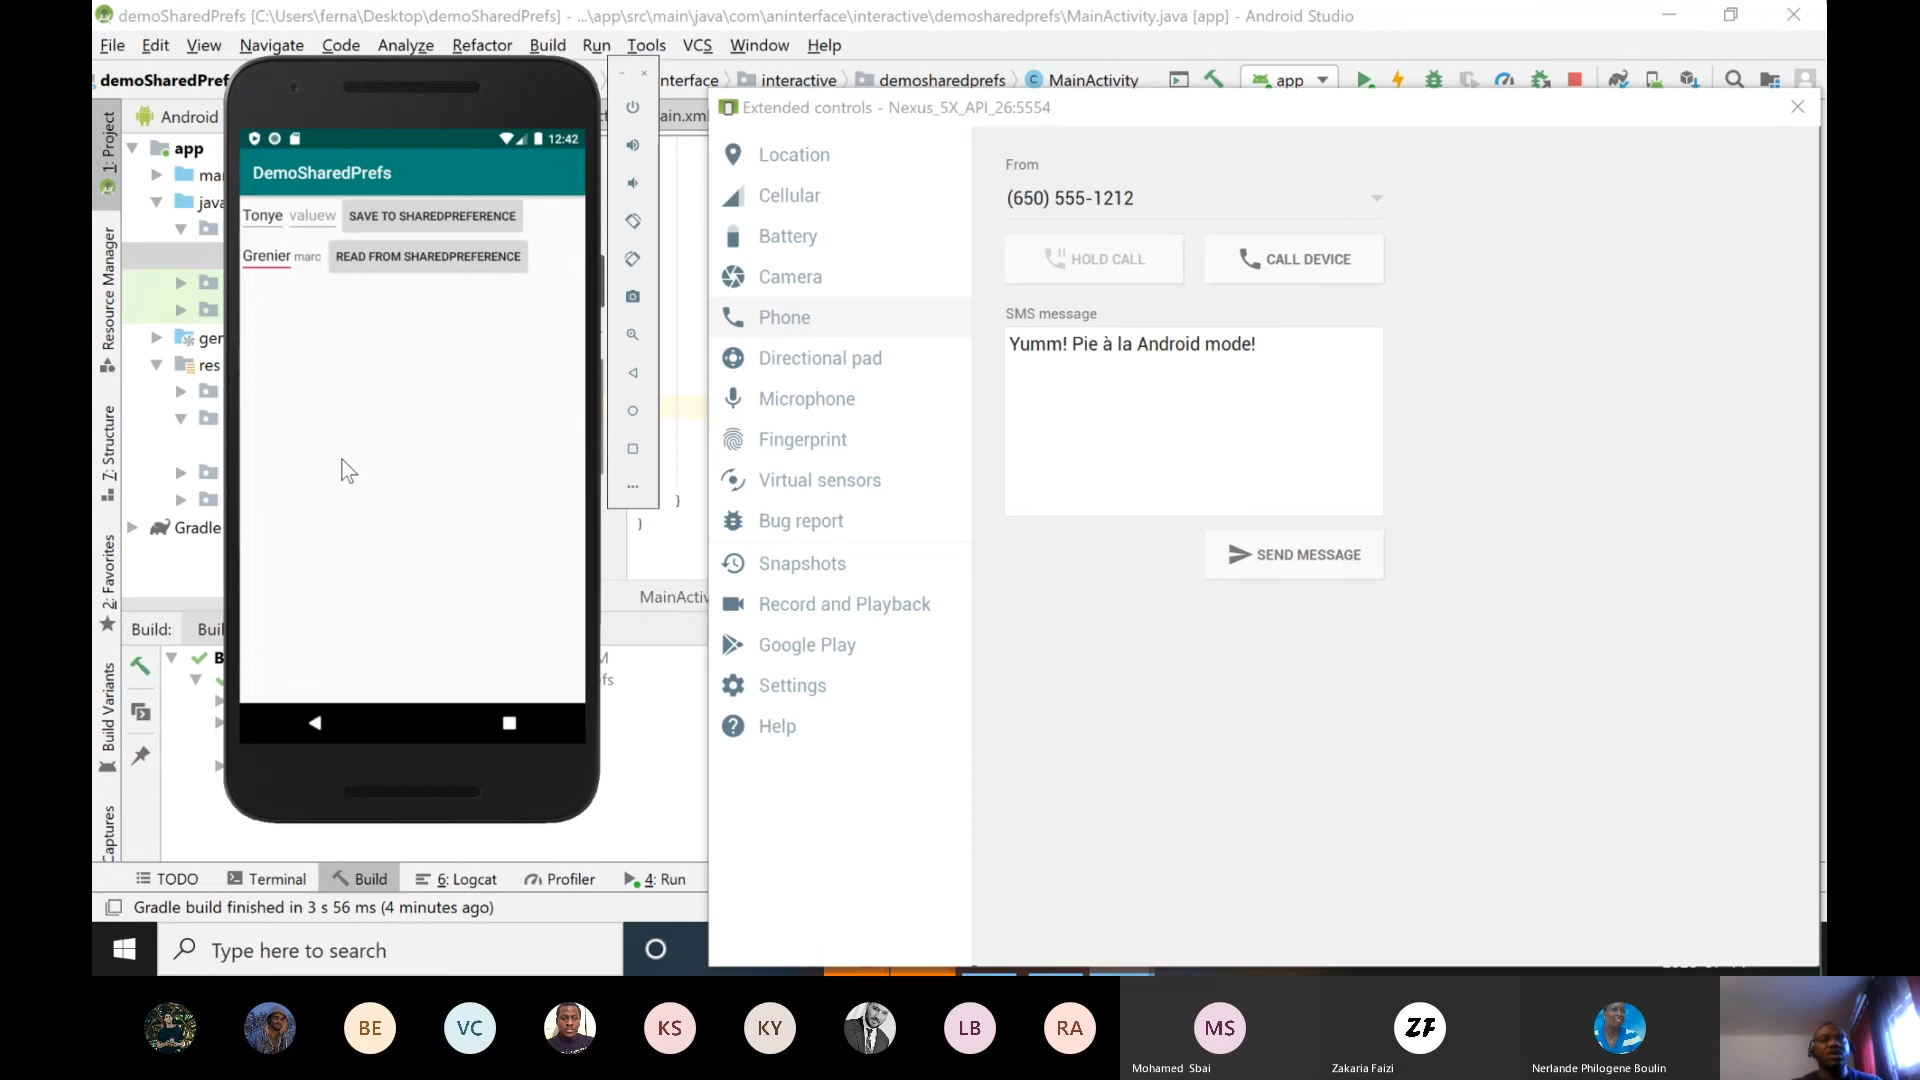 demoSharedPrefs [C:\Users\ferna\Desktop\demoSharedPrefs] - ...\app\src\main\java\com\aninterface\interactive\demosharedprefs\MainActivity.java [app] - Android Studio
File Edit View Navigate Code Analyze Refactor Build Run Tools VCS Window Help
demoSharedPref nterface interactive demosharedprefs MainActivity app
Extended controls - Nexus_5X_API_26:5554
1: Project
Resource Manager
7: Structure
2: Favorites
Build Variants
Captures
Android
app
java
res
Gradle
ain.xml
}
}
MainActiv
Build: Buil
B
efs
12:42
DemoSharedPrefs
Tonye valuew SAVE TO SHAREDPREFERENCE
Grenier marc READ FROM SHAREDPREFERENCE
Location
Cellular
Battery
Camera
Phone
Directional pad
Microphone
Fingerprint
Virtual sensors
Bug report
Snapshots
Record and Playback
Google Play
Settings
Help
From
(650) 555-1212
HOLD CALL CALL DEVICE
SMS message
Yumm! Pie à la Android mode!
SEND MESSAGE
TODO Terminal Build 6: Logcat Profiler 4: Run
Gradle build finished in 3 s 56 ms (4 minutes ago)
Type here to search
BE VC KS KY LB RA MS ZF
Mohamed Sbai Zakaria Faizi Nerlande Philogene Boulin